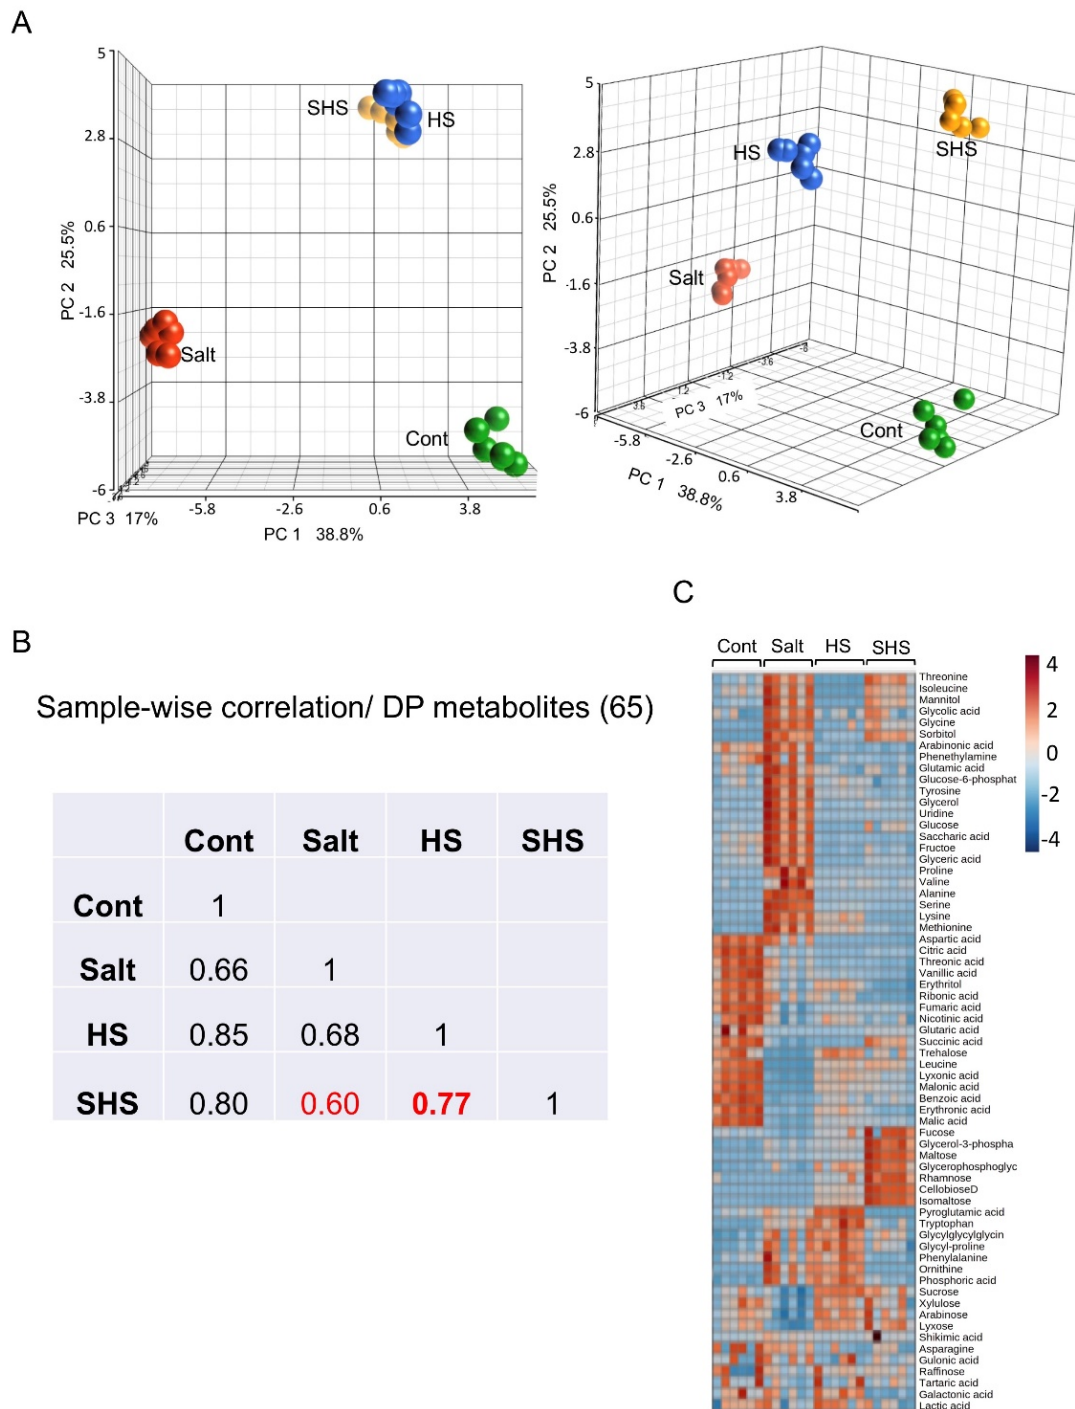 A
5
2.8
0.6
-1.6
-3.8
-6
PC 2 25.5%
SHS
HS
Salt
Cont
PC 3 17%
-5.8
-2.6
0.6
3.8
PC 1 38.8%
5
2.8
0.6
-1.6
-3.8
-6
PC 2 25.5%
HS
SHS
Salt
Cont
3.8
-1.2
-3.6
PC 3 17%
-5.8
-2.6
0.6
3.8
PC 1 38.8%
B
Sample-wise correlation/ DP metabolites (65)
Cont Salt HS SHS
Cont 1
Salt 0.66 1
HS 0.85 0.68 1
SHS 0.80 0.60 0.77 1
C
Cont Salt HS SHS
4
2
0
-2
-4
Threonine
Isoleucine
Mannitol
Glycolic acid
Glycine
Sorbitol
Arabinonic acid
Phenethylamine
Glutamic acid
Glucose-6-phosphat
Tyrosine
Glycerol
Uridine
Glucose
Saccharic acid
Fructoe
Glyceric acid
Proline
Valine
Alanine
Serine
Lysine
Methionine
Aspartic acid
Citric acid
Threonic acid
Vanillic acid
Erythritol
Ribonic acid
Fumaric acid
Nicotinic acid
Glutaric acid
Succinic acid
Trehalose
Leucine
Lyxonic acid
Malonic acid
Benzoic acid
Erythronic acid
Malic acid
Fucose
Glycerol-3-phospha
Maltose
Glycerophosphoglyc
Rhamnose
CellobioseD
Isomaltose
Pyroglutamic acid
Tryptophan
Glycylglycylglycin
Glycyl-proline
Phenylalanine
Ornithine
Phosphoric acid
Sucrose
Xylulose
Arabinose
Lyxose
Shikimic acid
Asparagine
Gulonic acid
Raffinose
Tartaric acid
Galactonic acid
Lactic acid